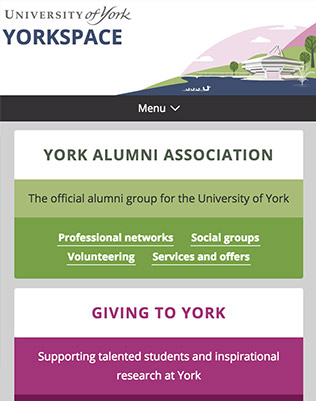 UNIVERSITY of York
YORKSPACE
Menu
YORK ALUMNI ASSOCIATION
The official alumni group for the University of York
Professional networks Social groups
Volunteering Services and offers
GIVING TO YORK
Supporting talented students and inspirational
research at York